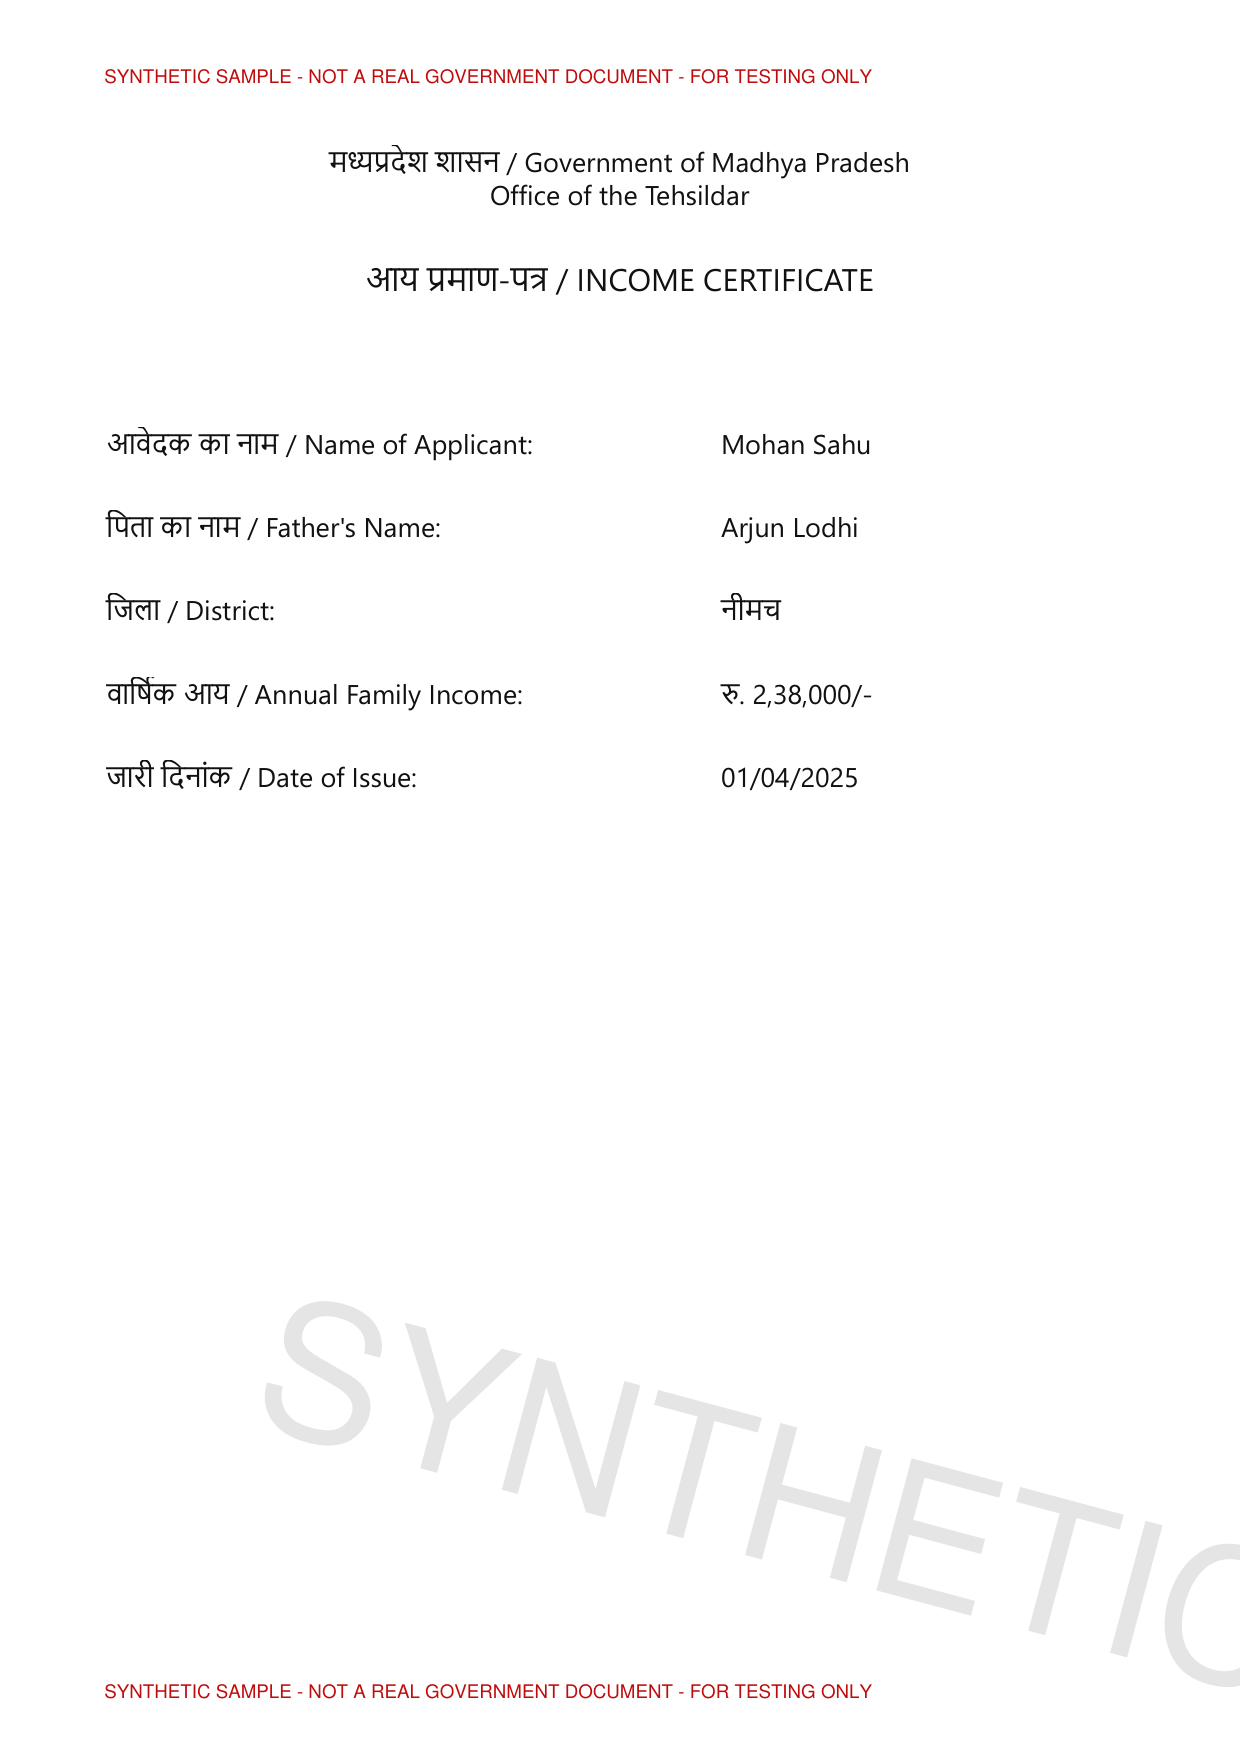 SYNTHETIC SAMPLE - NOT A REAL GOVERNMENT DOCUMENT - FOR TESTING ONLY
मध्यप्रदेश शासन / Government of Madhya Pradesh
Office of the Tehsildar
आय प्रमाण-पत्र / INCOME CERTIFICATE
आवेदक का नाम / Name of Applicant: Mohan Sahu
पिता का नाम / Father's Name: Arjun Lodhi
जिला / District: नीमच
वार्षिक आय / Annual Family Income: रु. 2,38,000/-
जारी दिनांक / Date of Issue: 01/04/2025
SYNTHETIC
SYNTHETIC SAMPLE - NOT A REAL GOVERNMENT DOCUMENT - FOR TESTING ONLY